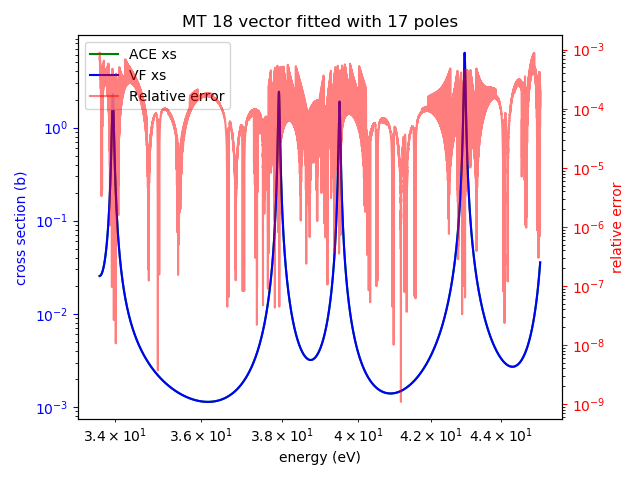 MT 18 vector fitted with 17 poles
ACE xs
VF xs
Relative error
cross section (b)
10⁰
10⁻¹
10⁻²
10⁻³
relative error
10⁻³
10⁻⁴
10⁻⁵
10⁻⁶
10⁻⁷
10⁻⁸
10⁻⁹
3.4 × 10¹ 3.6 × 10¹ 3.8 × 10¹ 4 × 10¹ 4.2 × 10¹ 4.4 × 10¹
energy (eV)